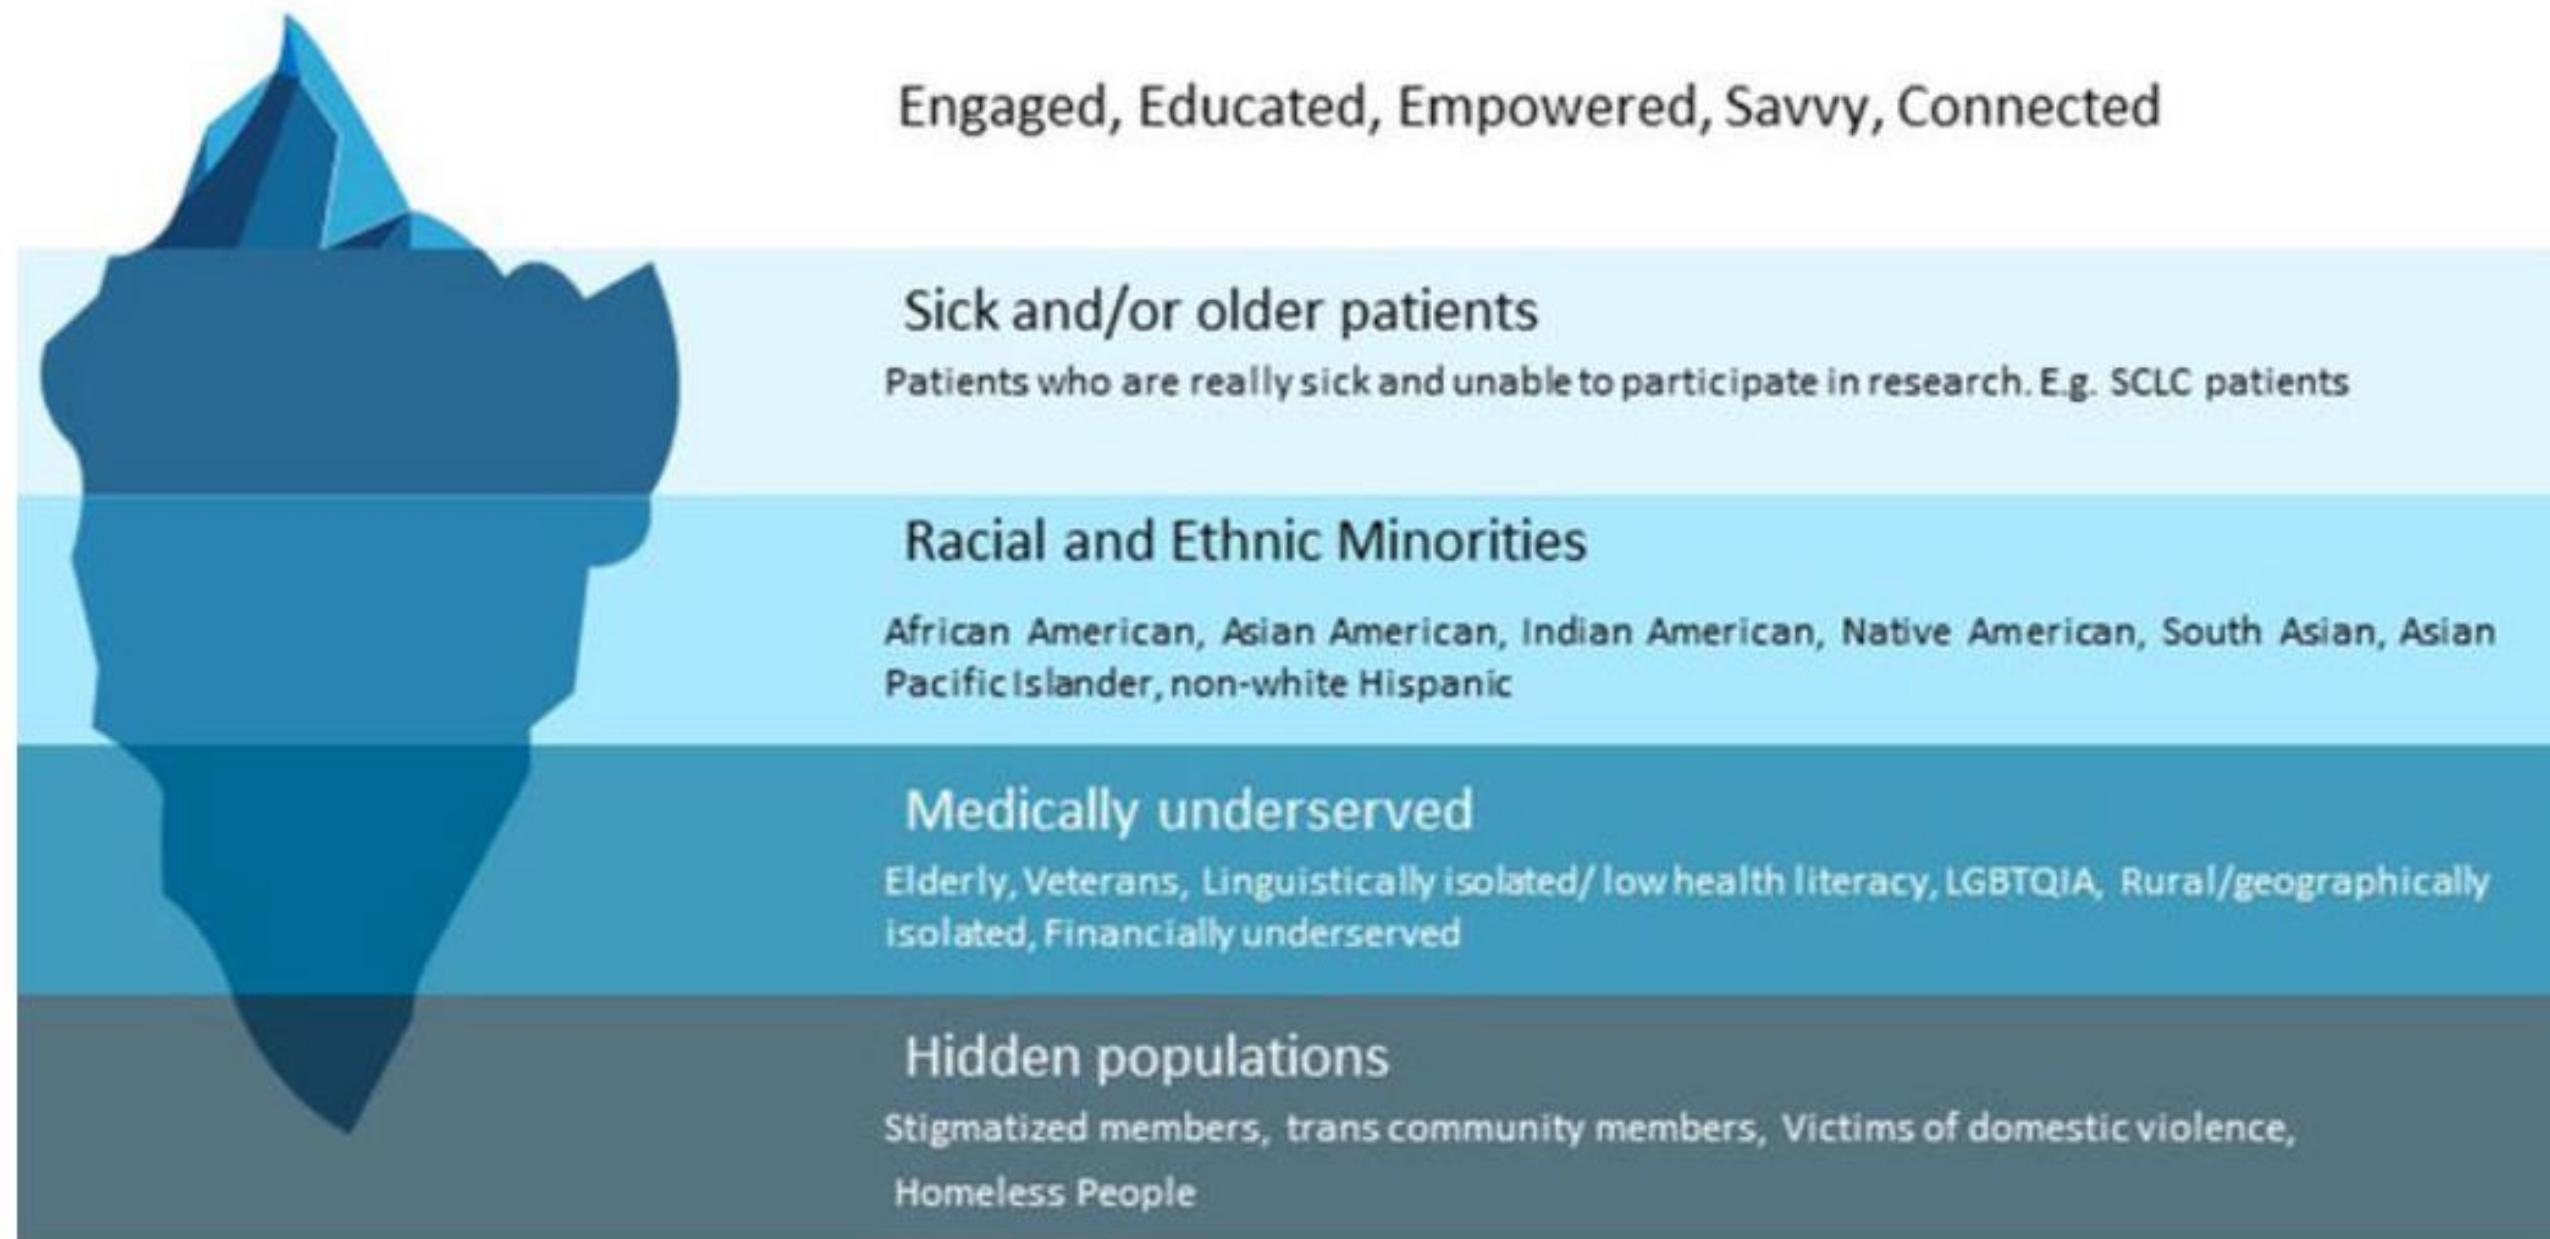 Engaged, Educated, Empowered, Savvy, Connected
Sick and/or older patients
Patients who are really sick and unable to participate in research. E.g. SCLC patients
Racial and Ethnic Minorities
African American, Asian American, Indian American, Native American, South Asian, Asian
Pacific Islander, non-white Hispanic
Medically underserved
Elderly, Veterans, Linguistically isolated/ low health literacy, LGBTQIA, Rural/geographically
isolated, Financially underserved
Hidden populations
Stigmatized members, trans community members, Victims of domestic violence,
Homeless People